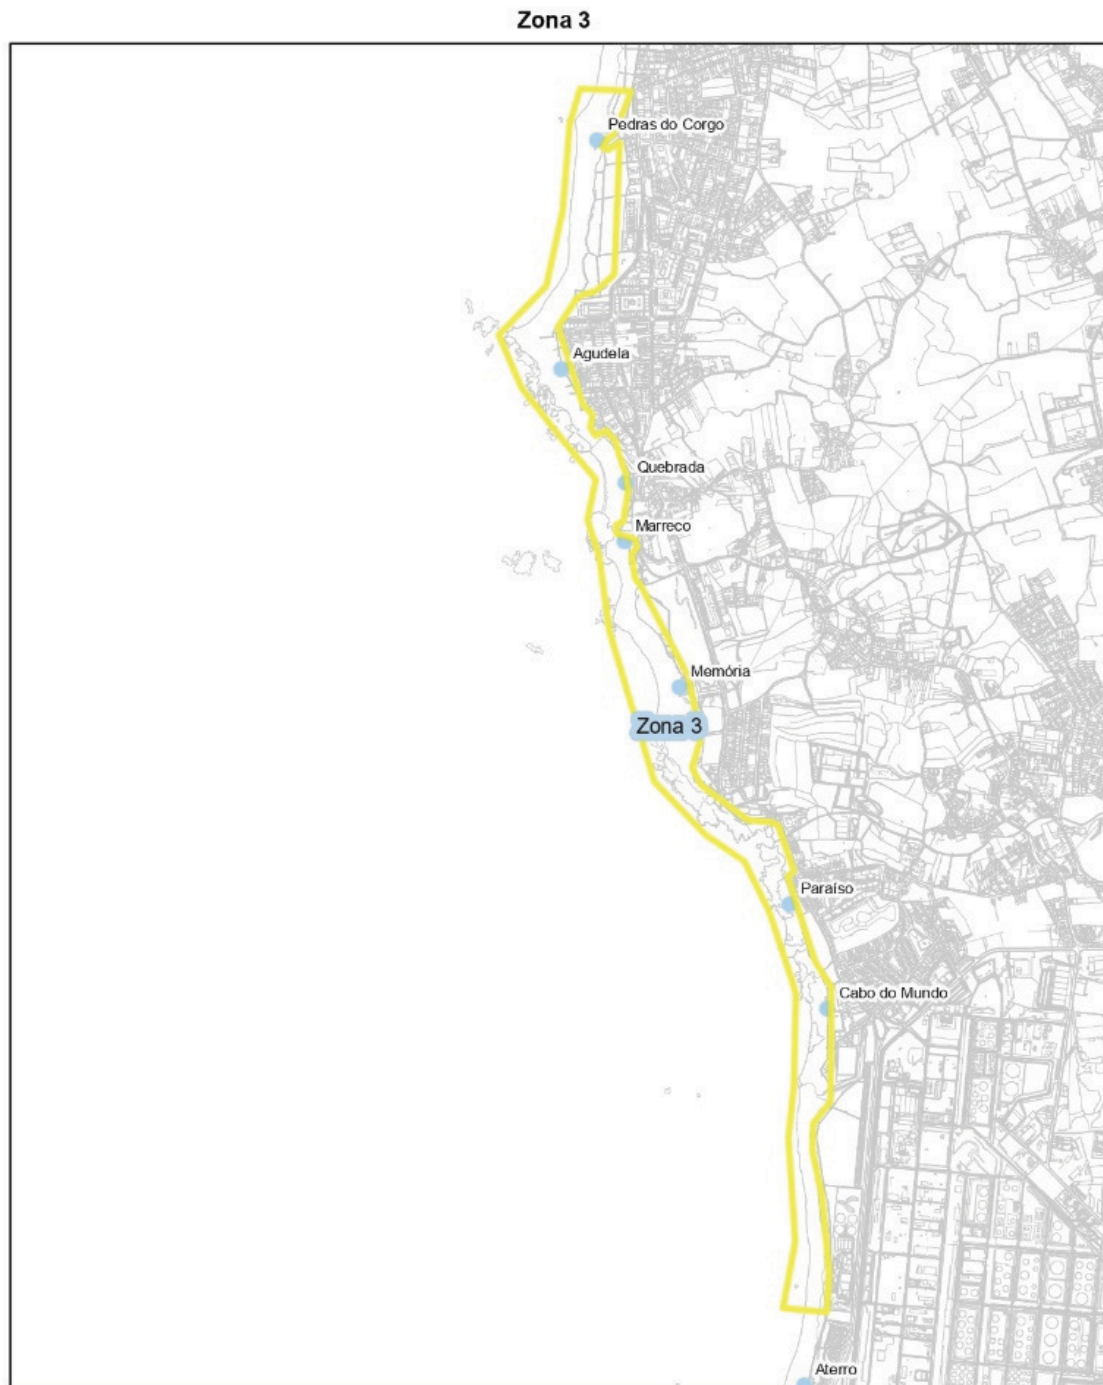 Zona 3
Pedras do Corgo
Agudela
Quebrada
Marreco
Memória
Zona 3
Paraíso
Cabo do Mundo
Aterro